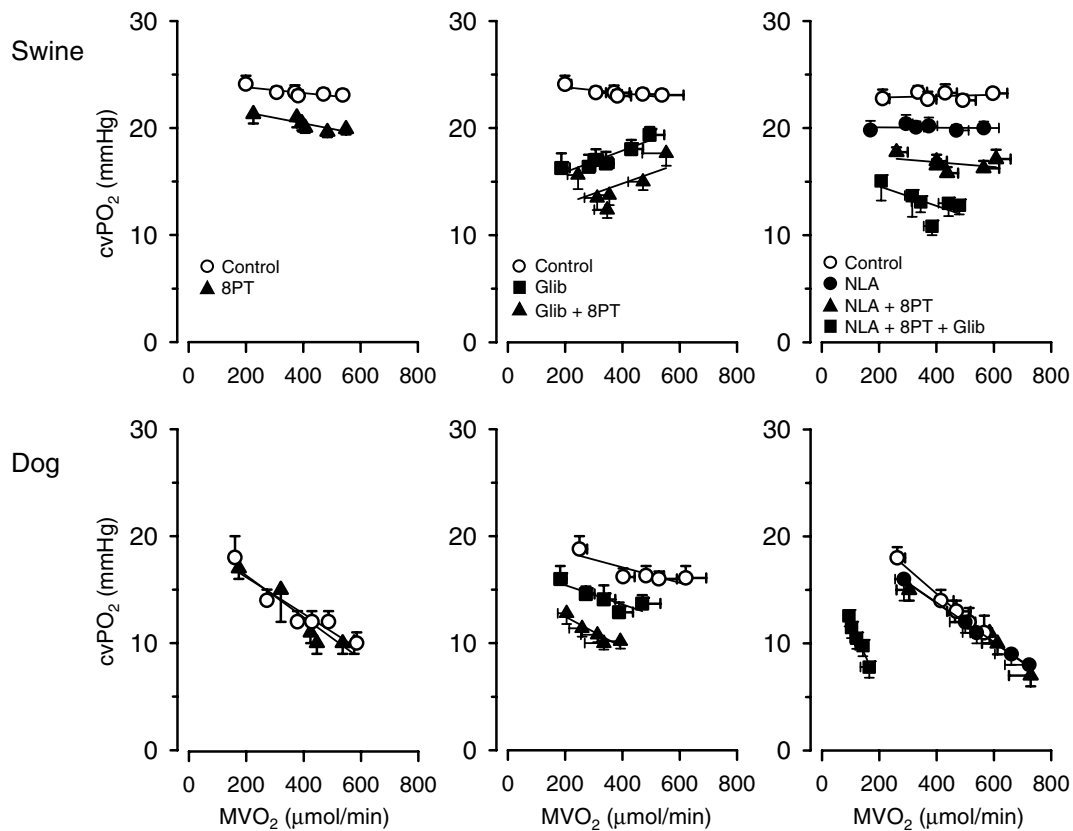 Swine
cvPO2 (mmHg)
30
20
10
0
0 200 400 600 800
Control
8PT
30
20
10
0
0 200 400 600 800
Control
Glib
Glib + 8PT
30
20
10
0
0 200 400 600 800
Control
NLA
NLA + 8PT
NLA + 8PT + Glib
Dog
cvPO2 (mmHg)
30
20
10
0
0 200 400 600 800
MVO2 (μmol/min)
30
20
10
0
0 200 400 600 800
MVO2 (μmol/min)
30
20
10
0
0 200 400 600 800
MVO2 (μmol/min)